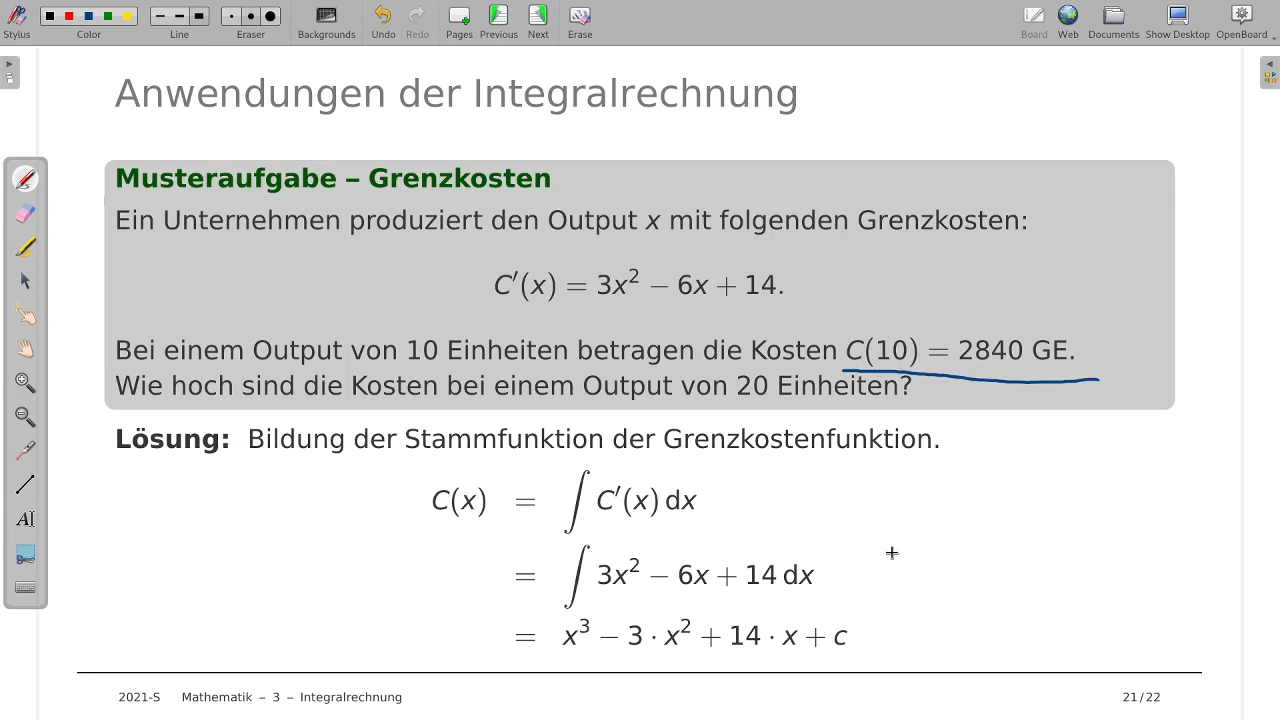 Stylus Color Line Eraser Backgrounds Undo Redo Pages Previous Next Erase Board Web Documents Show Desktop OpenBoard
Anwendungen der Integralrechnung
Musteraufgabe – Grenzkosten
Ein Unternehmen produziert den Output x mit folgenden Grenzkosten:
C′(x) = 3x² − 6x + 14.
Bei einem Output von 10 Einheiten betragen die Kosten C(10) = 2840 GE.
Wie hoch sind die Kosten bei einem Output von 20 Einheiten?
Lösung: Bildung der Stammfunktion der Grenzkostenfunktion.
C(x) = ∫ C′(x) dx
= ∫ 3x² − 6x + 14 dx
= x³ − 3 · x² + 14 · x + c
2021-S Mathematik – 3 – Integralrechnung 21/22